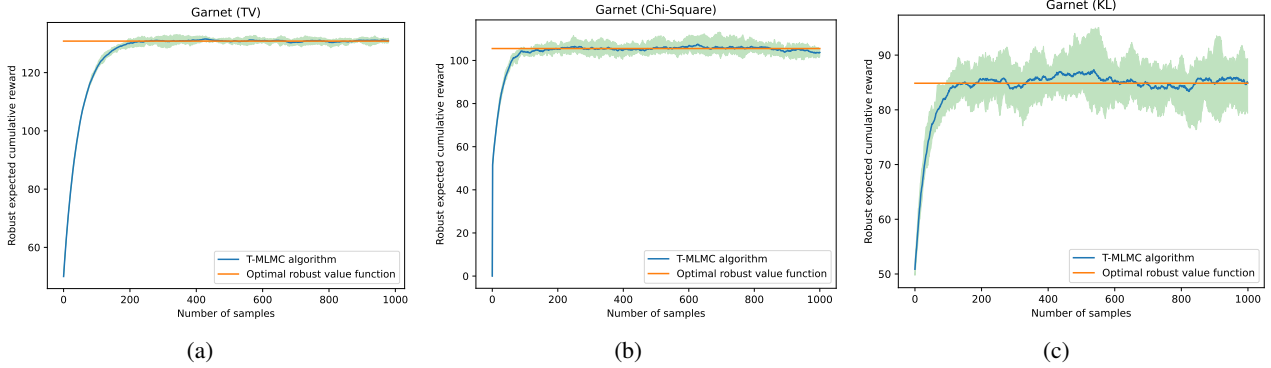 Garnet (TV)
Robust expected cumulative reward
120
100
80
60
T-MLMC algorithm
Optimal robust value function
0 200 400 600 800 1000
Number of samples
(a)
Garnet (Chi-Square)
Robust expected cumulative reward
100
80
60
40
20
0
T-MLMC algorithm
Optimal robust value function
0 200 400 600 800 1000
Number of samples
(b)
Garnet (KL)
Robust expected cumulative reward
90
80
70
60
50
T-MLMC algorithm
Optimal robust value function
0 200 400 600 800 1000
Number of samples
(c)